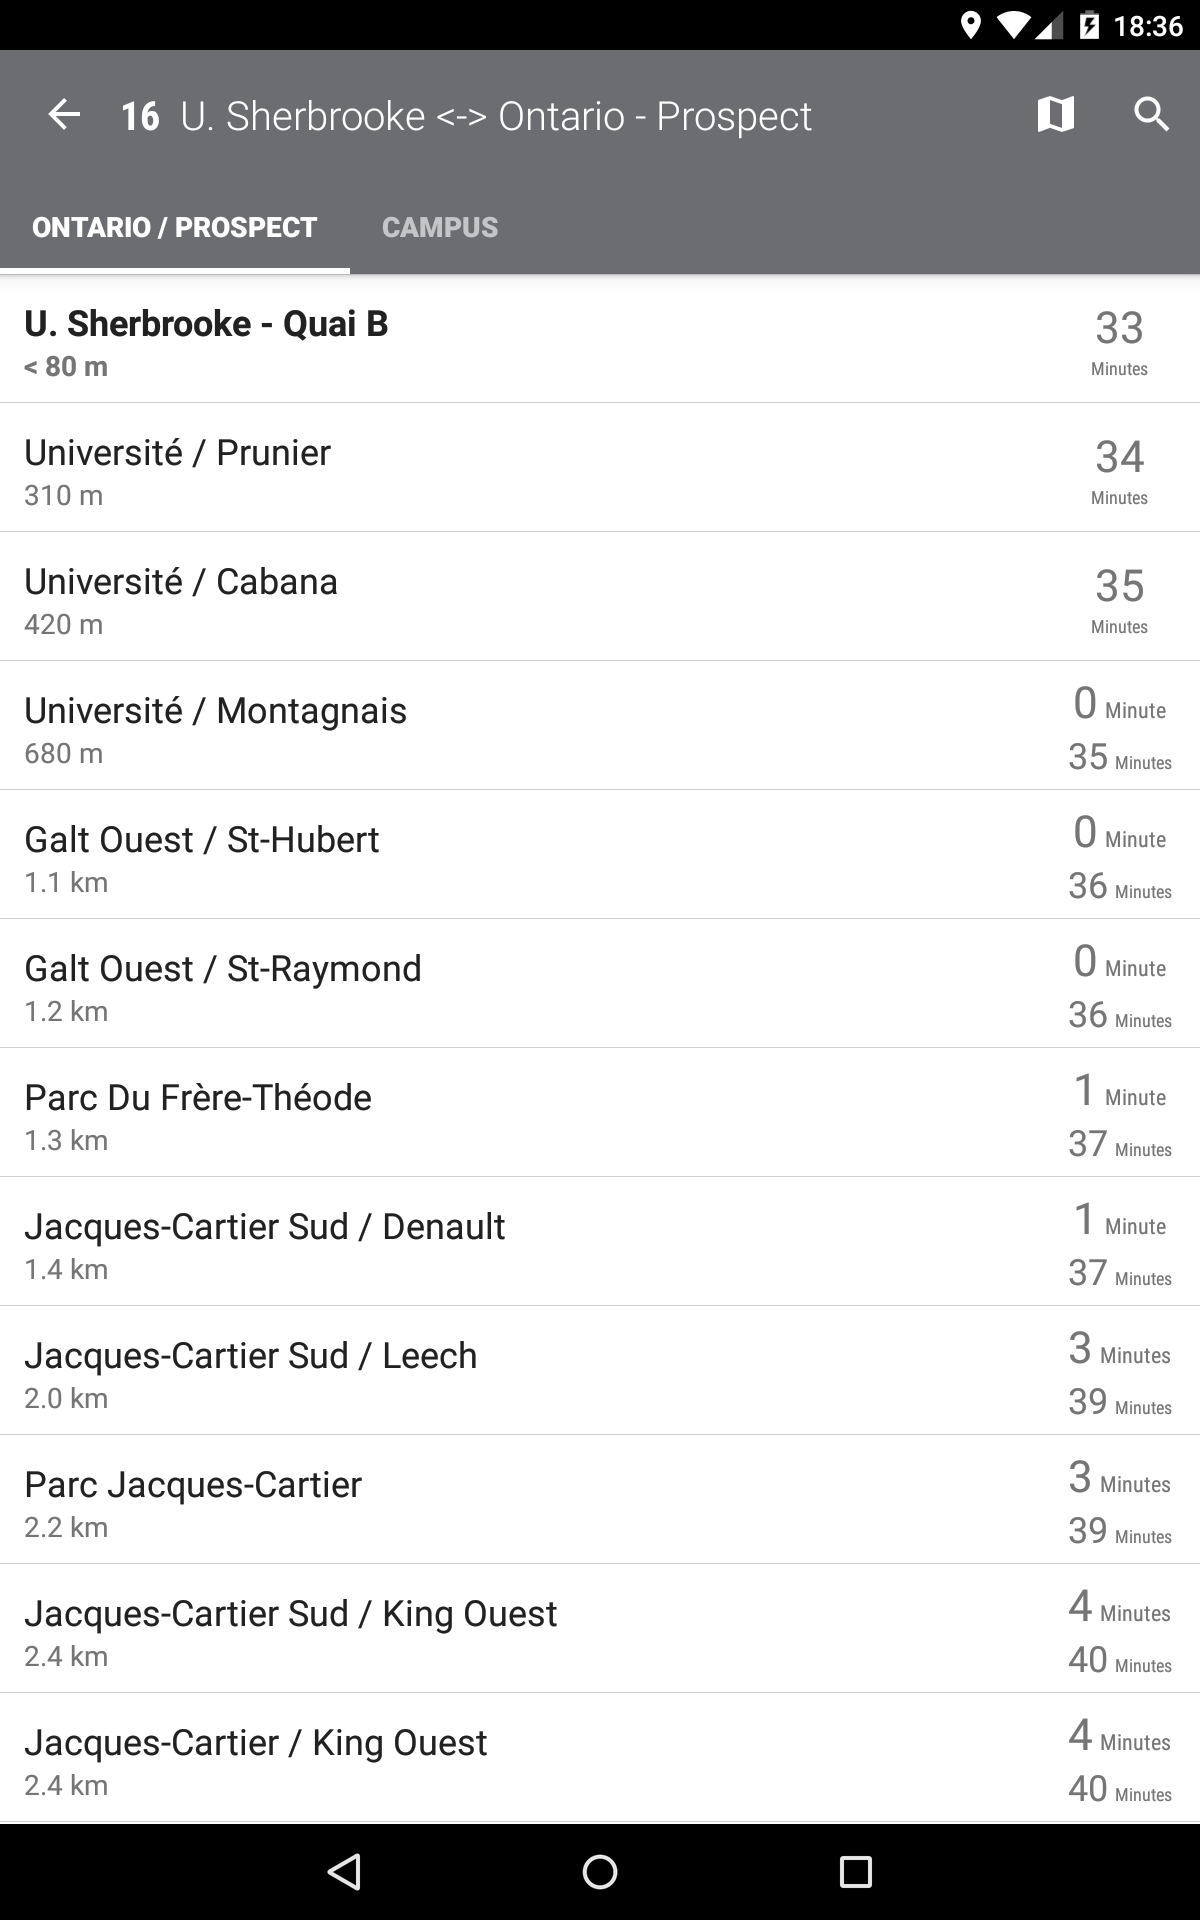 18:36
16 U. Sherbrooke <-> Ontario - Prospect
ONTARIO / PROSPECT CAMPUS
U. Sherbrooke - Quai B
< 80 m
33
Minutes
Université / Prunier
310 m
34
Minutes
Université / Cabana
420 m
35
Minutes
Université / Montagnais
680 m
0 Minute
35 Minutes
Galt Ouest / St-Hubert
1.1 km
0 Minute
36 Minutes
Galt Ouest / St-Raymond
1.2 km
0 Minute
36 Minutes
Parc Du Frère-Théode
1.3 km
1 Minute
37 Minutes
Jacques-Cartier Sud / Denault
1.4 km
1 Minute
37 Minutes
Jacques-Cartier Sud / Leech
2.0 km
3 Minutes
39 Minutes
Parc Jacques-Cartier
2.2 km
3 Minutes
39 Minutes
Jacques-Cartier Sud / King Ouest
2.4 km
4 Minutes
40 Minutes
Jacques-Cartier / King Ouest
2.4 km
4 Minutes
40 Minutes